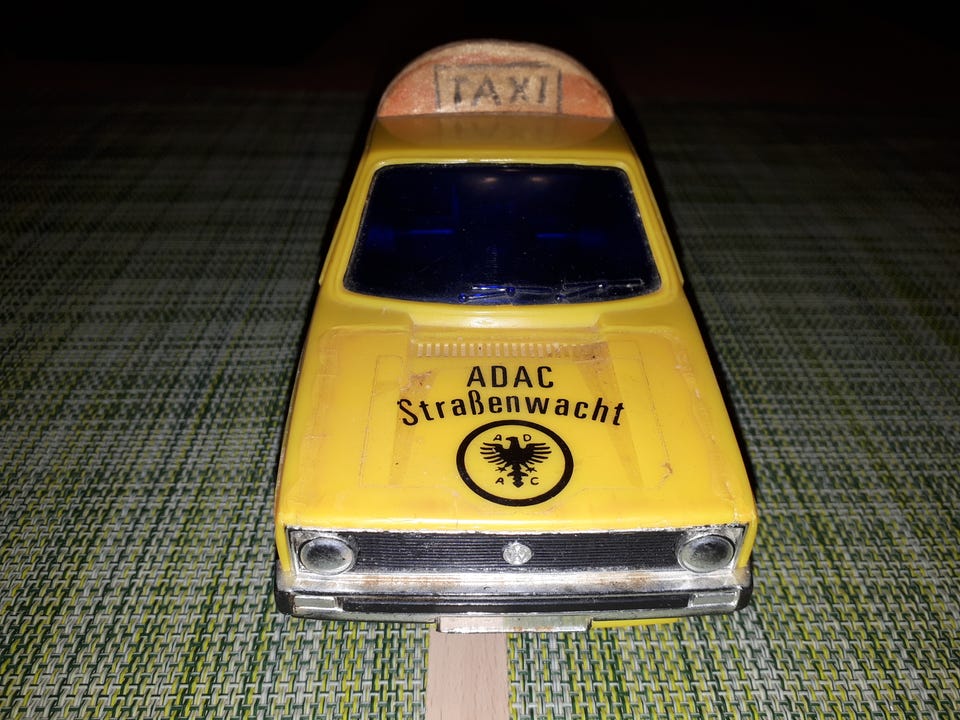 TAXI
ADAC
Straßenwacht
A D
A C